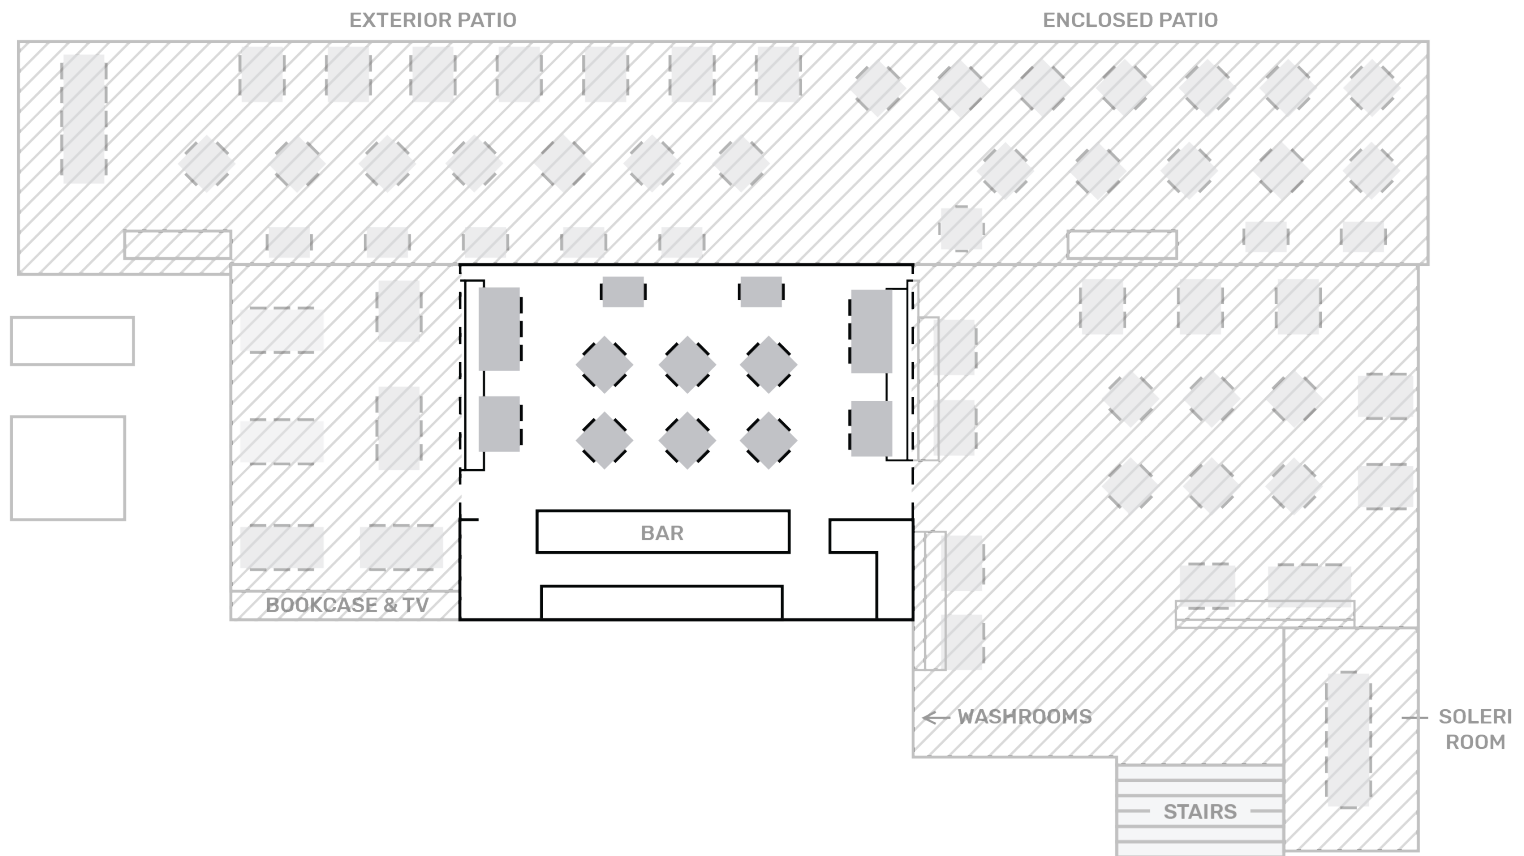 EXTERIOR PATIO
ENCLOSED PATIO
BAR
BOOKCASE & TV
WASHROOMS
SOLERI
ROOM
STAIRS